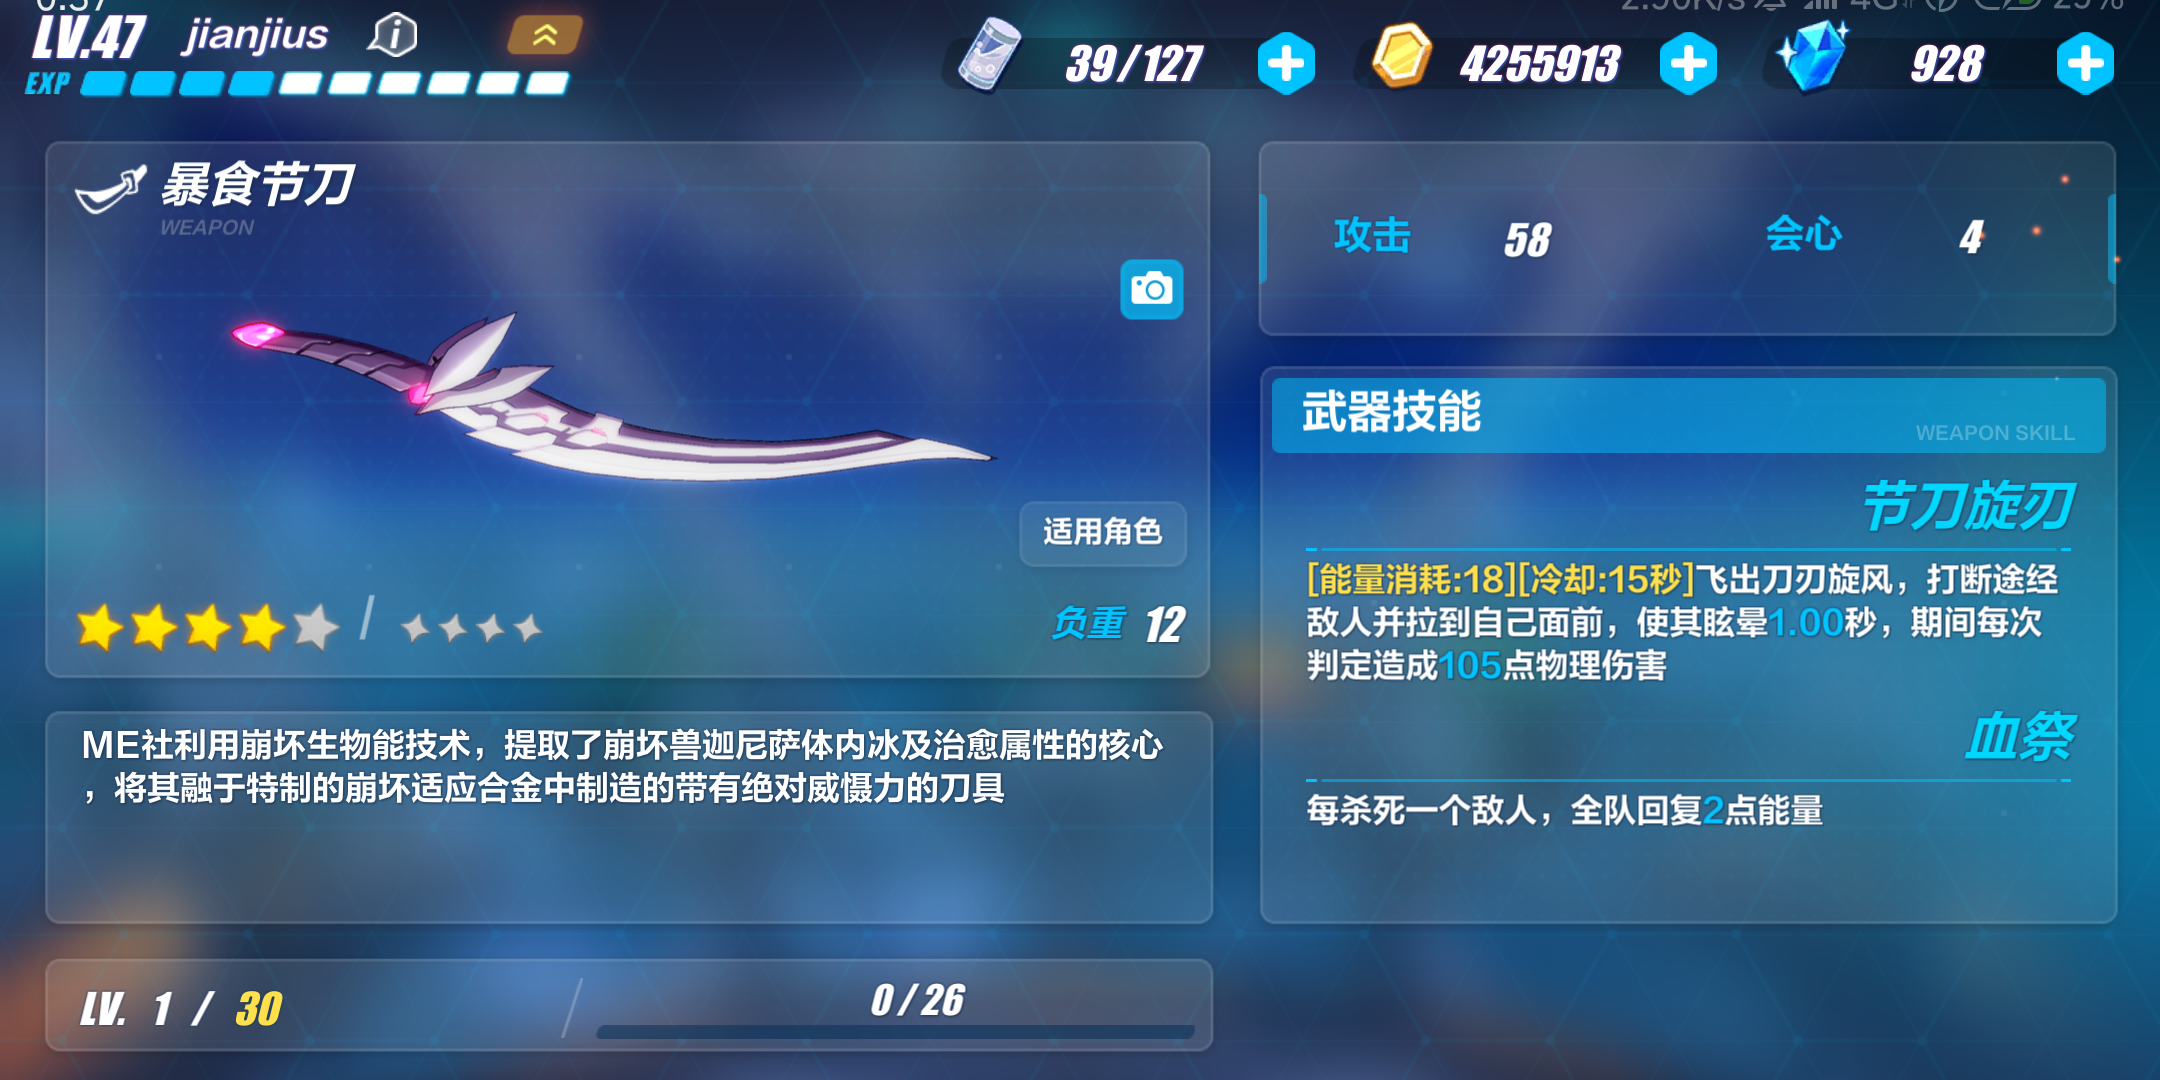 LV.47 jianjius
EXP
39/127
4255913
928
暴食节刀
WEAPON
适用角色
负重 12
ME社利用崩坏生物能技术，提取了崩坏兽迦尼萨体内冰及治愈属性的核心
，将其融于特制的崩坏适应合金中制造的带有绝对威慑力的刀具
LV. 1 / 30
0/26
攻击 58 会心 4
武器技能
WEAPON SKILL
节刀旋刃
[能量消耗:18][冷却:15秒]飞出刀刃旋风，打断途经
敌人并拉到自己面前，使其眩晕1.00秒，期间每次
判定造成105点物理伤害
血祭
每杀死一个敌人，全队回复2点能量